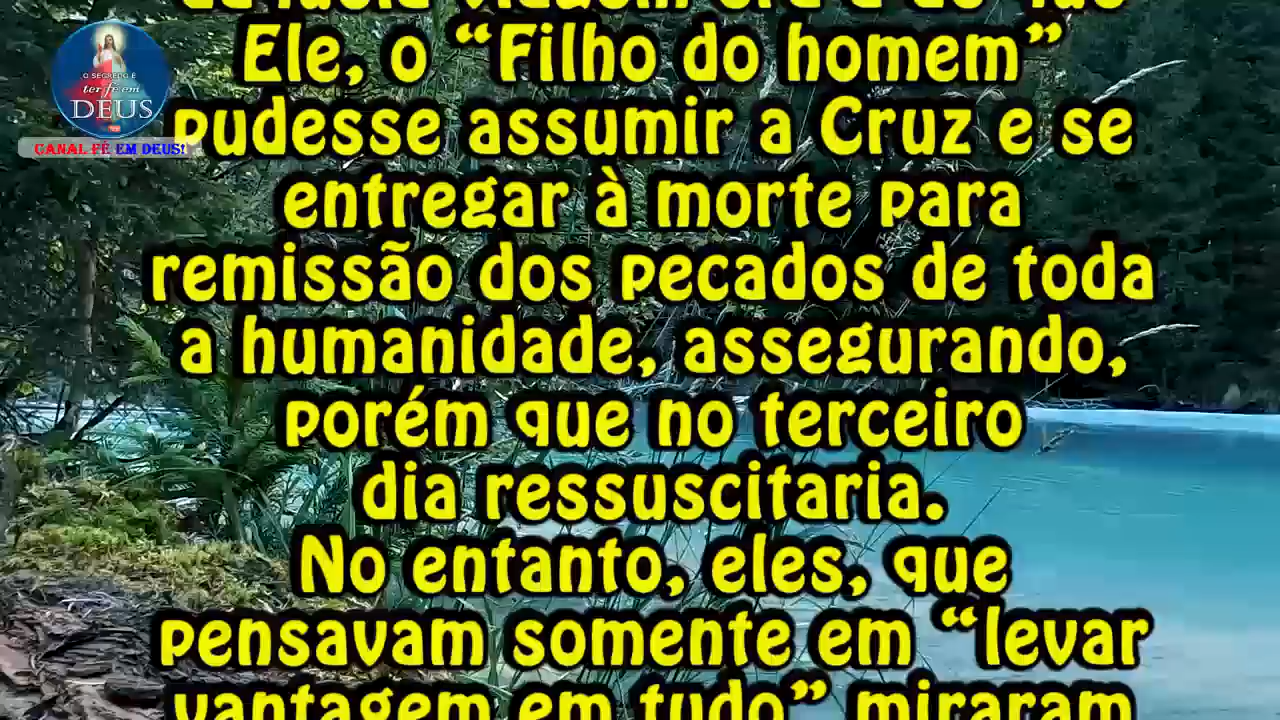 O SEGREDO É
ter fé em
DEUS
CANAL FÉ EM DEUS!
Ele, o “Filho do homem”
pudesse assumir a Cruz e se
entregar à morte para
remissão dos pecados de toda
a humanidade, assegurando,
porém que no terceiro
dia ressuscitaria.
No entanto, eles, que
pensavam somente em “levar
vantagem em tudo” miraram